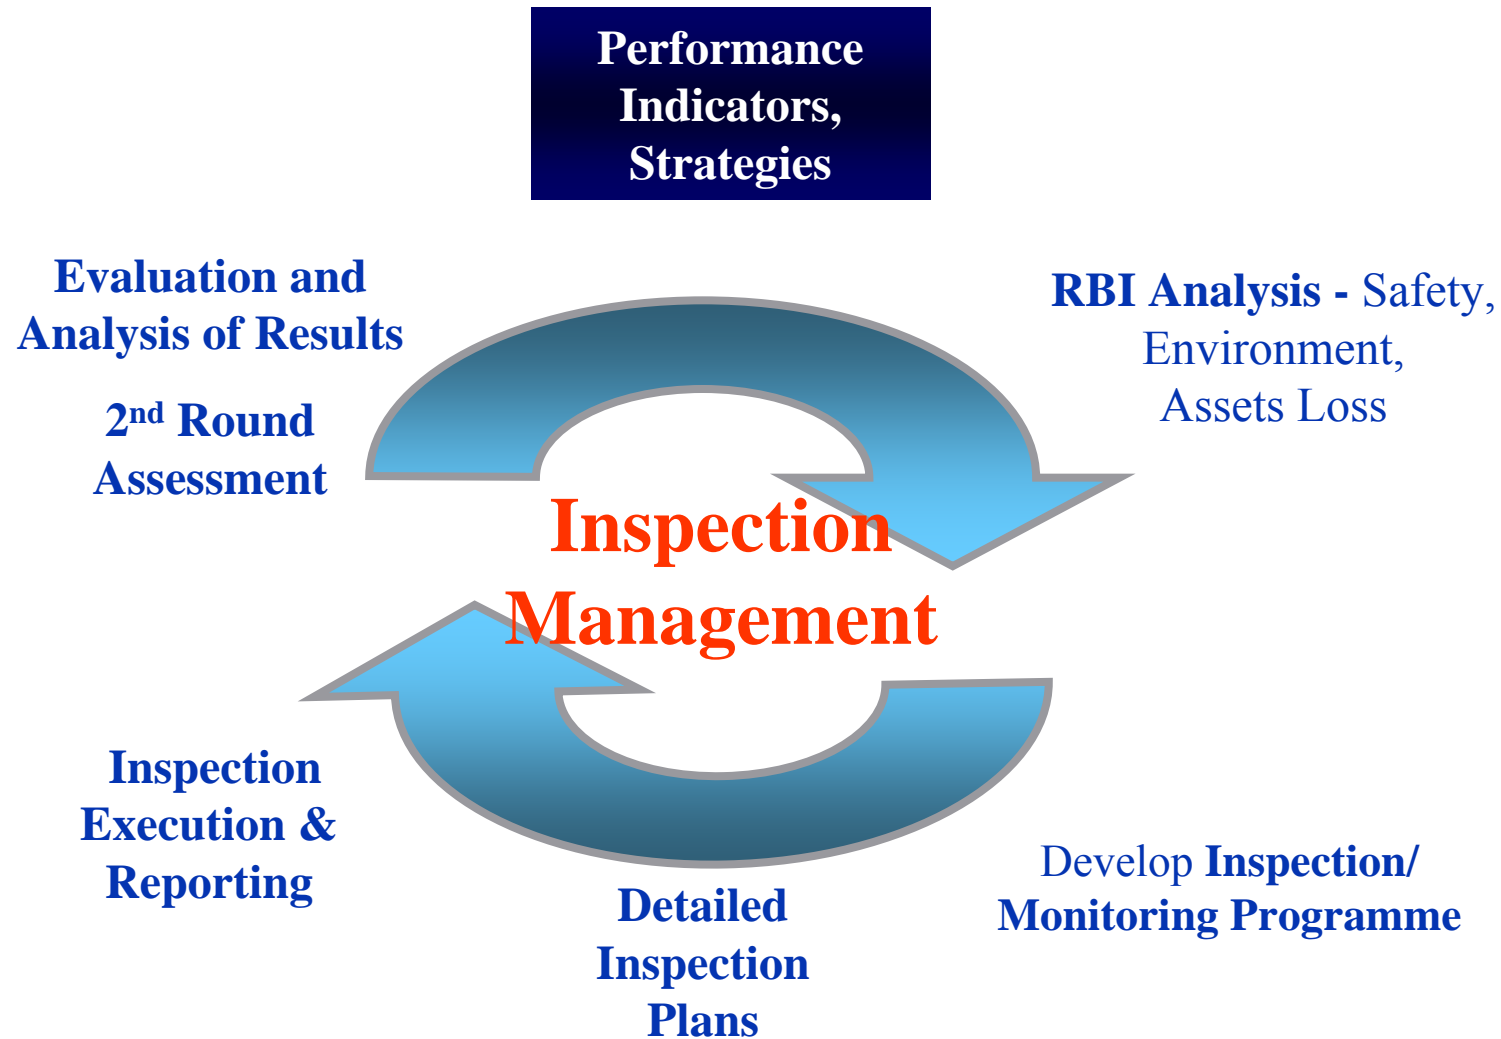 Performance
Indicators,
Strategies
Evaluation and
Analysis of Results
2nd Round
Assessment
RBI Analysis - Safety,
Environment,
Assets Loss
Inspection
Management
Inspection
Execution &
Reporting
Detailed
Inspection
Plans
Develop Inspection/
Monitoring Programme